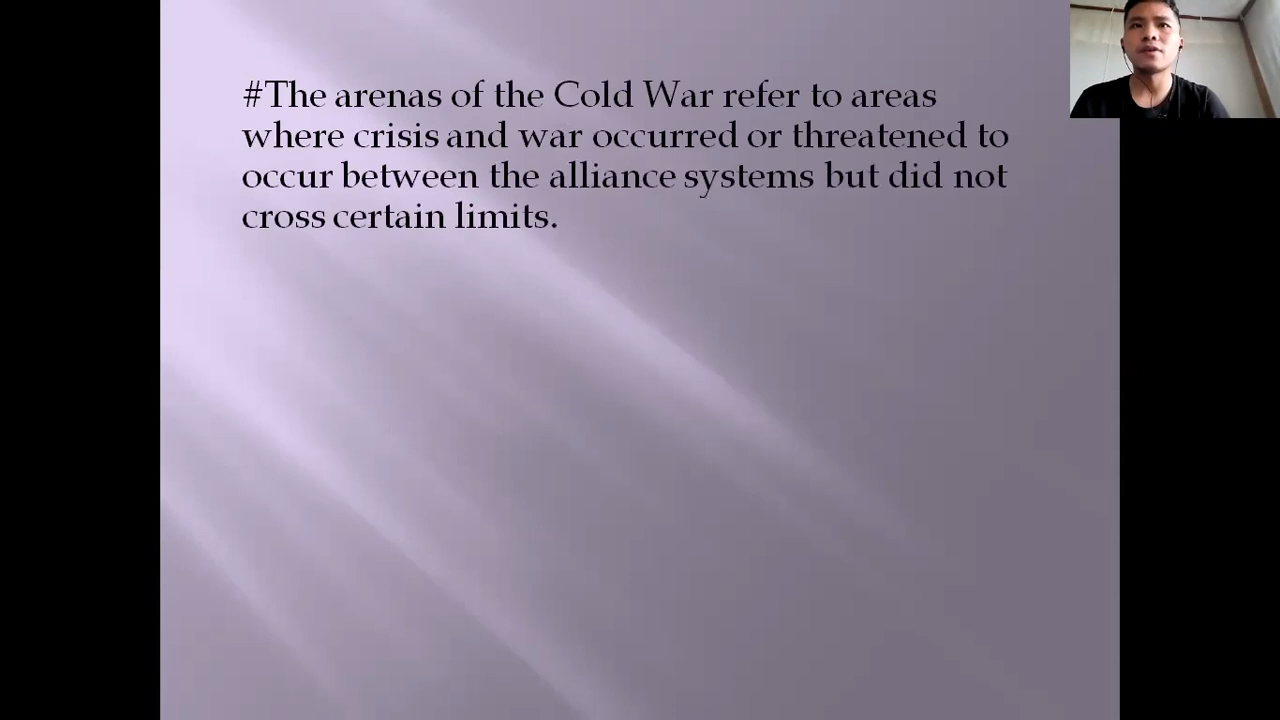 #The arenas of the Cold War refer to areas
where crisis and war occurred or threatened to
occur between the alliance systems but did not
cross certain limits.